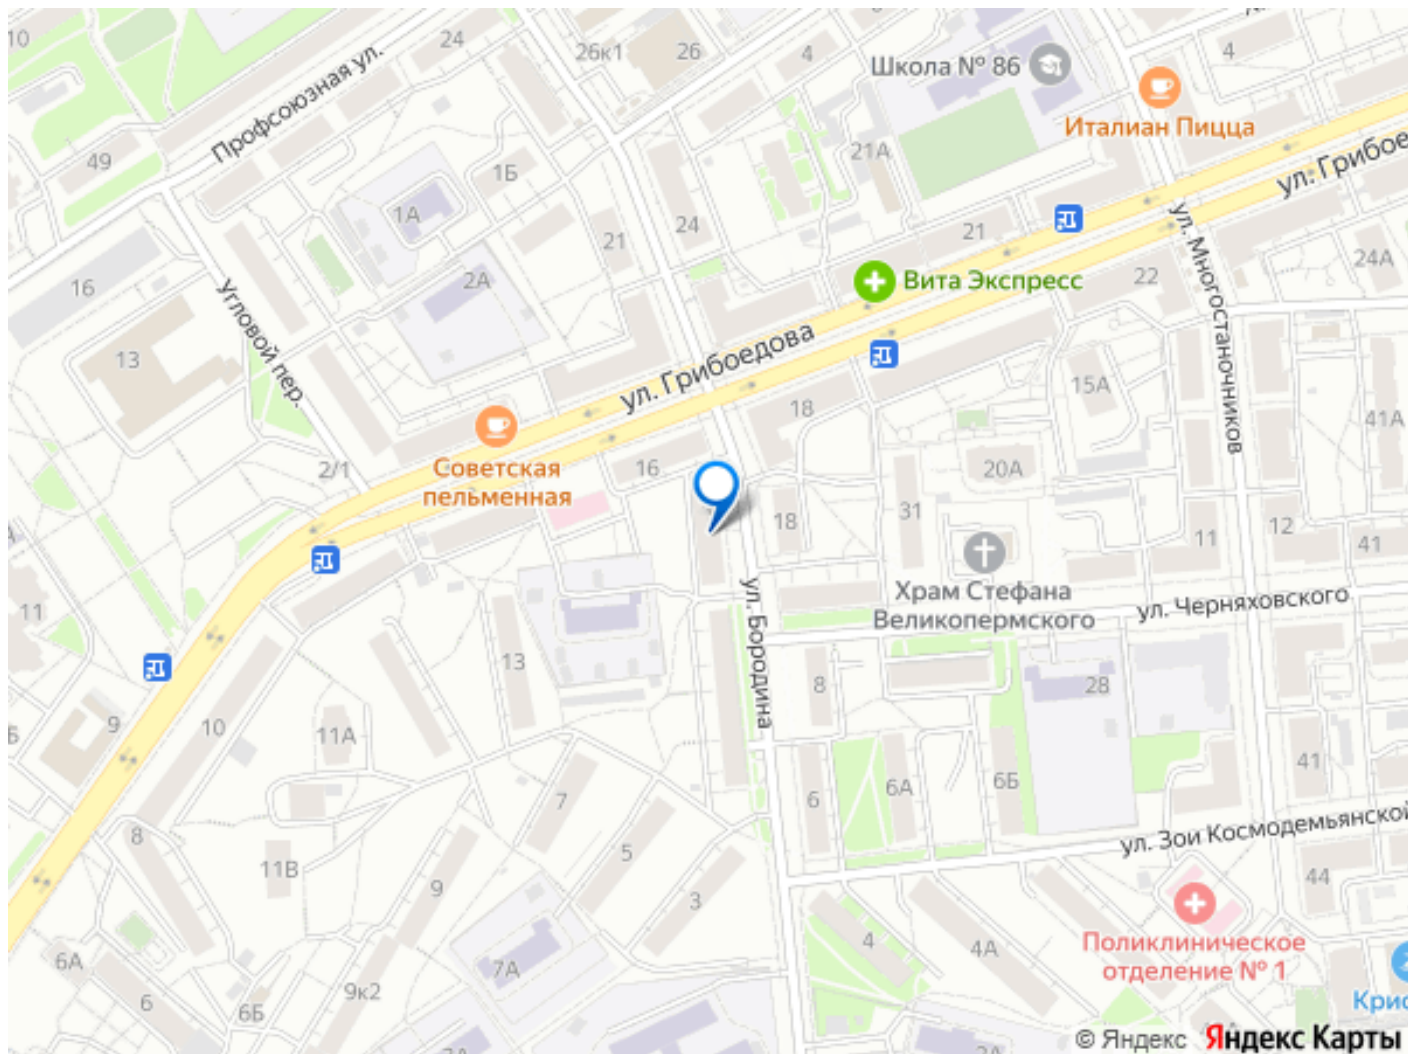 10
24
Профсоюзная ул.
49
26к1
26
4
Школа № 86
4
Италиан Пицца
21А
1Б
1А
21
24
21
ул. Грибое
ул. Многостаночников
24А
16
2А
Угловой пер.
Вита Экспресс
22
13
ул. Грибоедова
15А
18
41А
Советская
пельменная
2/1
16
20А
31
18
12
11
41
Храм Стефана
Великопермского
ул. Черняховского
ул. Бородина
11
13
8
28
9
10
11А
Б
41
7
6
6А
6Б
8
ул. Зои Космодемьянской
5
11В
9
3
44
Поликлиническое
отделение № 1
4
4А
6А
7А
9к2
6
6Б
Крис
© Яндекс Яндекс Карты